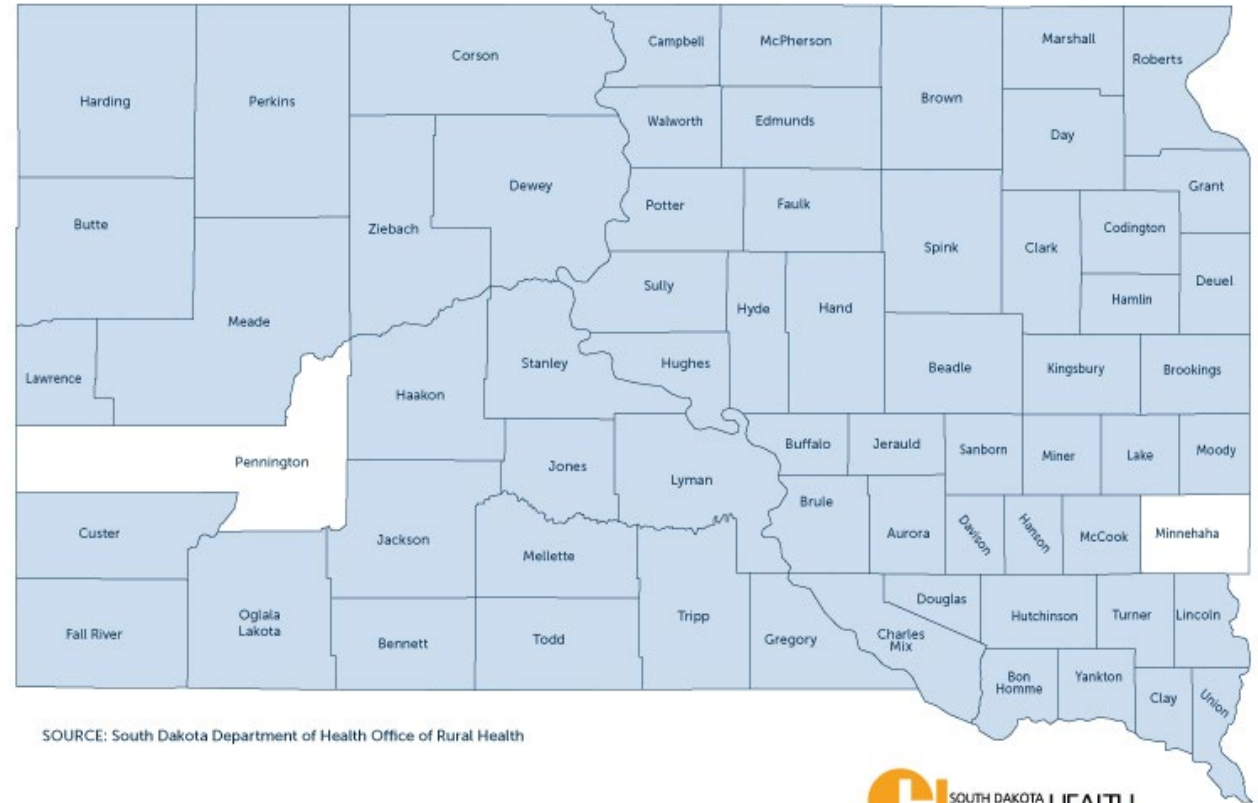 Campbell
McPherson
Marshall
Corson
Roberts
Harding
Perkins
Brown
Walworth
Edmunds
Day
Dewey
Grant
Potter
Faulk
Butte
Ziebach
Codington
Spink
Clark
Sully
Deuel
Hamlin
Hyde
Hand
Meade
Stanley
Hughes
Beadle
Kingsbury
Brookings
Lawrence
Haakon
Buffalo
Jerauld
Sanborn
Miner
Lake
Moody
Pennington
Jones
Lyman
Brule
Custer
Jackson
Mellette
Aurora
Davison
Hanson
McCook
Minnehaha
Douglas
Oglala
Lakota
Tripp
Hutchinson
Turner
Lincoln
Fall River
Bennett
Todd
Gregory
Charles
Mix
Bon
Homme
Yankton
Clay
Union
SOURCE: South Dakota Department of Health Office of Rural Health
SOUTH DAKOTA HEALTH